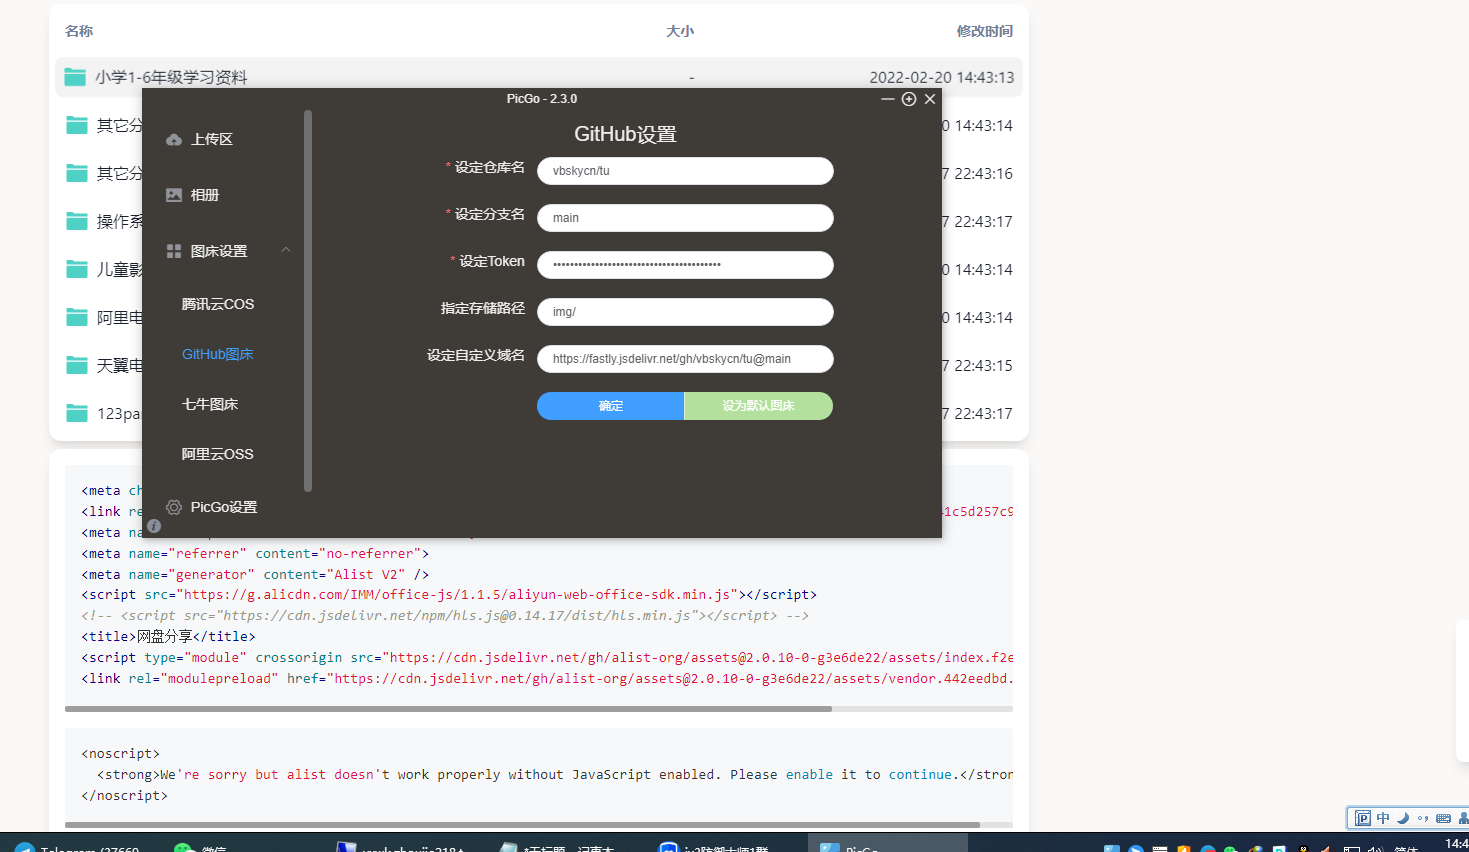 名称 大小 修改时间
小学1-6年级学习资料 - 2022-02-20 14:43:13
其它分 0 14:43:14
其它分 7 22:43:16
操作系 7 22:43:17
儿童影 0 14:43:14
阿里电 0 14:43:14
天翼电 7 22:43:15
123pa 7 22:43:17
PicGo - 2.3.0
上传区
相册
图床设置
腾讯云COS
GitHub图床
七牛图床
阿里云OSS
PicGo设置
GitHub设置
* 设定仓库名 vbskycn/tu
* 设定分支名 main
* 设定Token ••••••••••••••••••••••••••••••••••••••••
指定存储路径 img/
设定自定义域名 https://fastly.jsdelivr.net/gh/vbskycn/tu@main
确定 设为默认图床
<meta ch
<link re 1c5d257c9
<meta na
<meta name="referrer" content="no-referrer">
<meta name="generator" content="Alist V2" />
<script src="https://g.alicdn.com/IMM/office-js/1.1.5/aliyun-web-office-sdk.min.js"></script>
<!-- <script src="https://cdn.jsdelivr.net/npm/hls.js@0.14.17/dist/hls.min.js"></script> -->
<title>网盘分享</title>
<script type="module" crossorigin src="https://cdn.jsdelivr.net/gh/alist-org/assets@2.0.10-0-g3e6de22/assets/index.f2e
<link rel="modulepreload" href="https://cdn.jsdelivr.net/gh/alist-org/assets@2.0.10-0-g3e6de22/assets/vendor.442eedbd.
<noscript>
<strong>We're sorry but alist doesn't work properly without JavaScript enabled. Please enable it to continue.</stron
</noscript>
中
Telegram (27660 微信 PicGo 简体 14:4